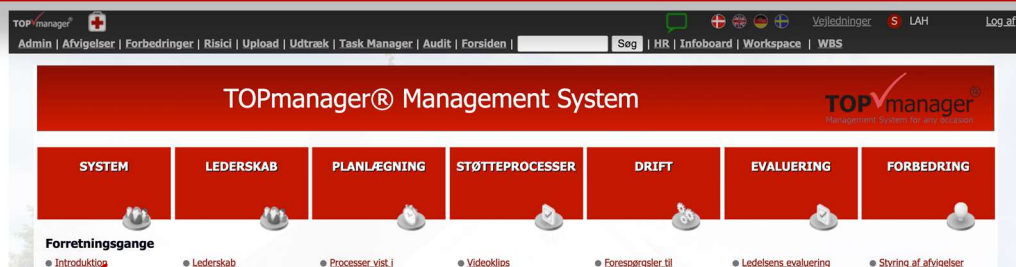 TOPmanager®
Vejledninger S LAH Log af
Admin | Afvigelser | Forbedringer | Risici | Upload | Udtræk | Task Manager | Audit | Forsiden | Søg | HR | Infoboard | Workspace | WBS
TOPmanager® Management System
TOPmanager®
Management System for any occasion
SYSTEM LEDERSKAB PLANLÆGNING STØTTEPROCESSER DRIFT EVALUERING FORBEDRING
Forretningsgange
Introduktion Lederskab Processer vist i Videoklips Forespørgsler til Ledelsens evaluering Styring af afvigelser